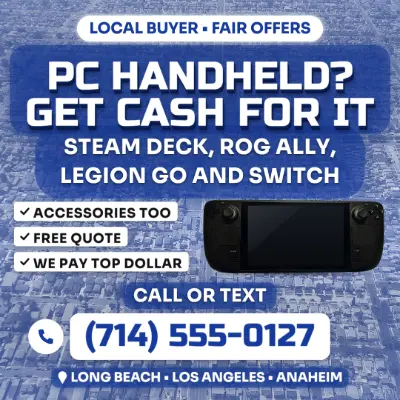 LOCAL BUYER • FAIR OFFERS
PC HANDHELD?
GET CASH FOR IT
STEAM DECK, ROG ALLY,
LEGION GO AND SWITCH
✓ ACCESSORIES TOO
✓ FREE QUOTE
✓ WE PAY TOP DOLLAR
CALL OR TEXT
(714) 555-0127
LONG BEACH • LOS ANGELES • ANAHEIM